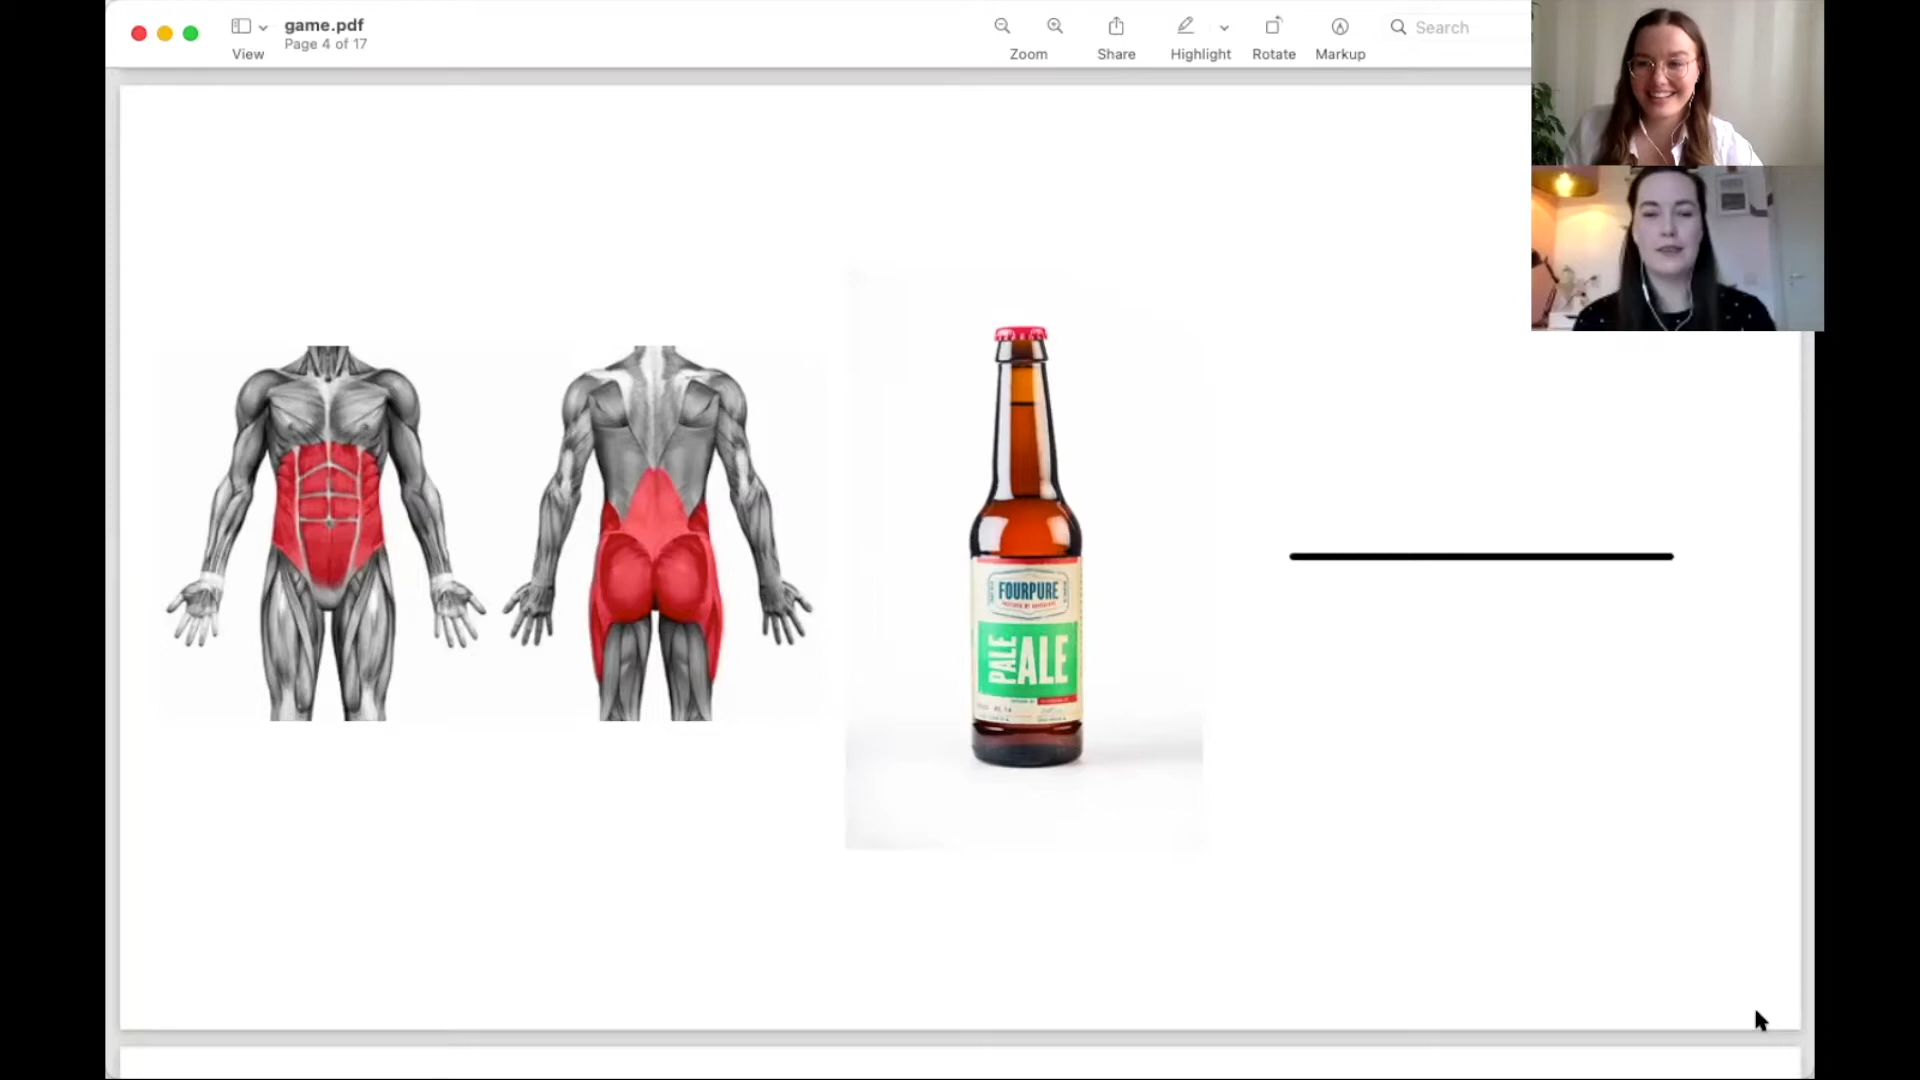 game.pdf
Page 4 of 17
View
Zoom
Share
Highlight
Rotate
Markup
Search
FOURPURE
PALE ALE